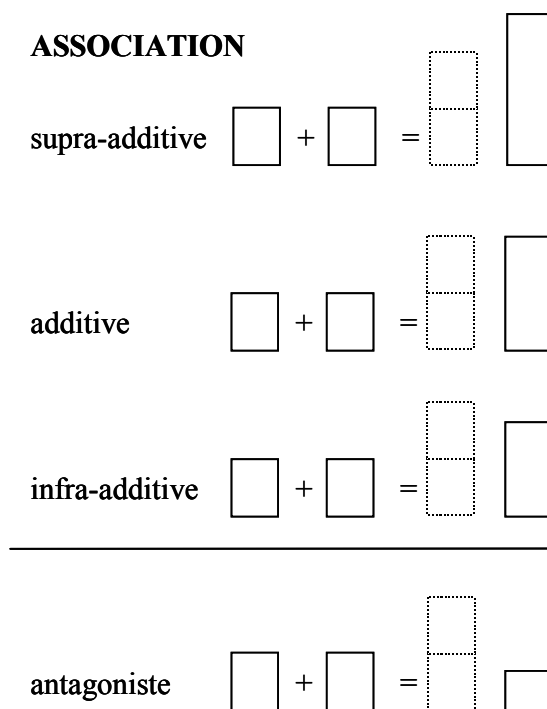 ASSOCIATION
supra-additive + =
additive + =
infra-additive + =
antagoniste + =